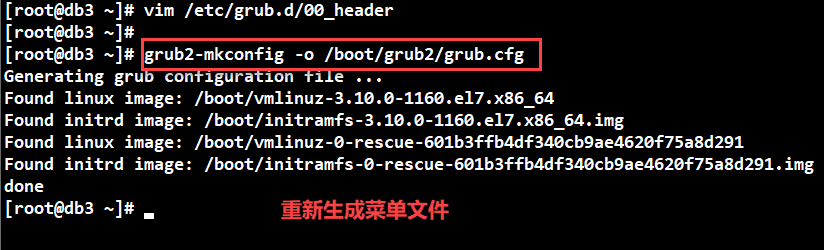 [root@db3 ~]# vim /etc/grub.d/00_header
[root@db3 ~]#
[root@db3 ~]# grub2-mkconfig -o /boot/grub2/grub.cfg
Generating grub configuration file ...
Found linux image: /boot/vmlinuz-3.10.0-1160.el7.x86_64
Found initrd image: /boot/initramfs-3.10.0-1160.el7.x86_64.img
Found linux image: /boot/vmlinuz-0-rescue-601b3ffb4df340cb9ae4620f75a8d291
Found initrd image: /boot/initramfs-0-rescue-601b3ffb4df340cb9ae4620f75a8d291.img
done
[root@db3 ~]#
重新生成菜单文件